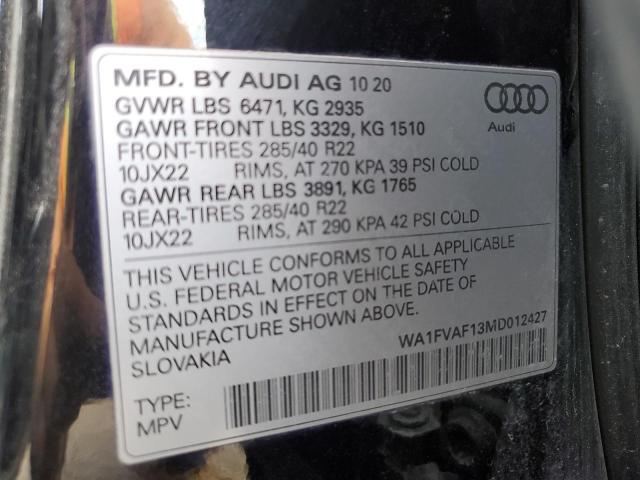 MFD. BY AUDI AG 10 20
GVWR LBS 6471, KG 2935
GAWR FRONT LBS 3329, KG 1510
FRONT-TIRES 285/40 R22
10JX22 RIMS, AT 270 KPA 39 PSI COLD
GAWR REAR LBS 3891, KG 1765
REAR-TIRES 285/40 R22
10JX22 RIMS, AT 290 KPA 42 PSI COLD
Audi
THIS VEHICLE CONFORMS TO ALL APPLICABLE
U.S. FEDERAL MOTOR VEHICLE SAFETY
STANDARDS IN EFFECT ON THE DATE OF
MANUFACTURE SHOWN ABOVE.
SLOVAKIA
WA1FVAF13MD012427
TYPE:
MPV